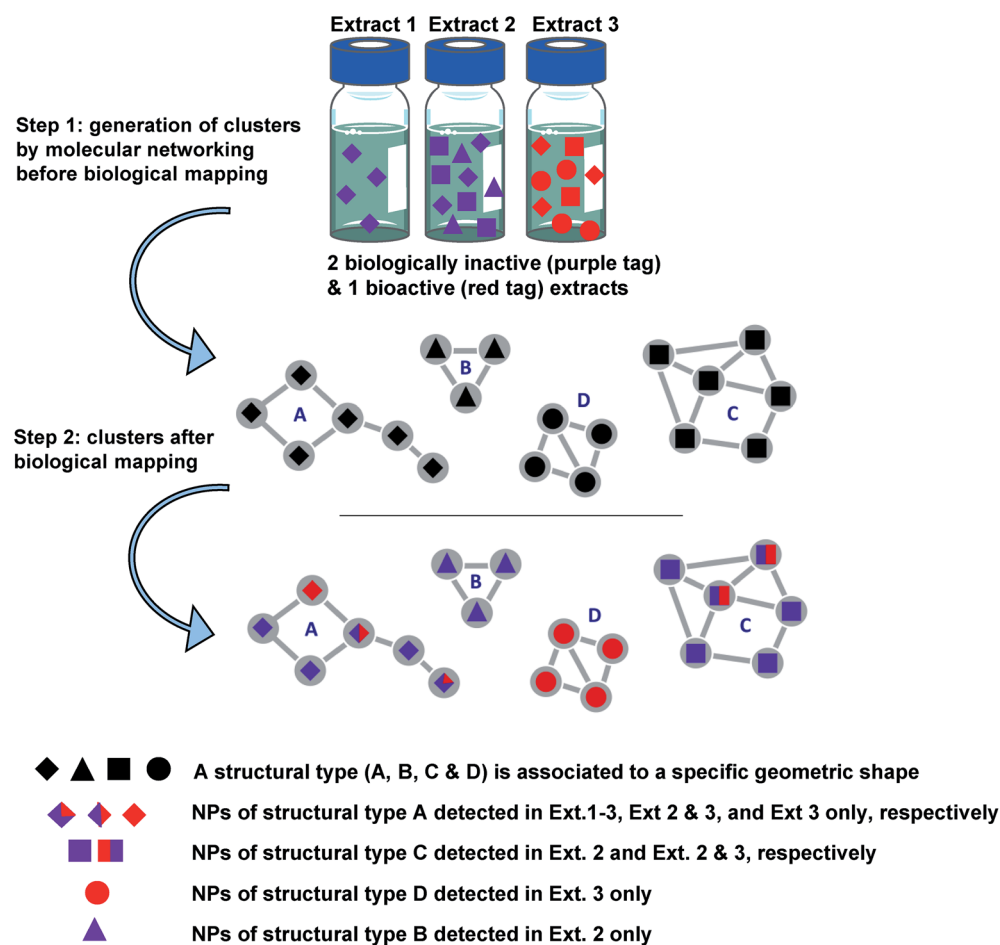 Extract 1 Extract 2 Extract 3
Step 1: generation of clusters
by molecular networking
before biological mapping
2 biologically inactive (purple tag)
& 1 bioactive (red tag) extracts
A
B
D
C
Step 2: clusters after
biological mapping
A
B
D
C
A structural type (A, B, C & D) is associated to a specific geometric shape
NPs of structural type A detected in Ext.1-3, Ext 2 & 3, and Ext 3 only, respectively
NPs of structural type C detected in Ext. 2 and Ext. 2 & 3, respectively
NPs of structural type D detected in Ext. 3 only
NPs of structural type B detected in Ext. 2 only